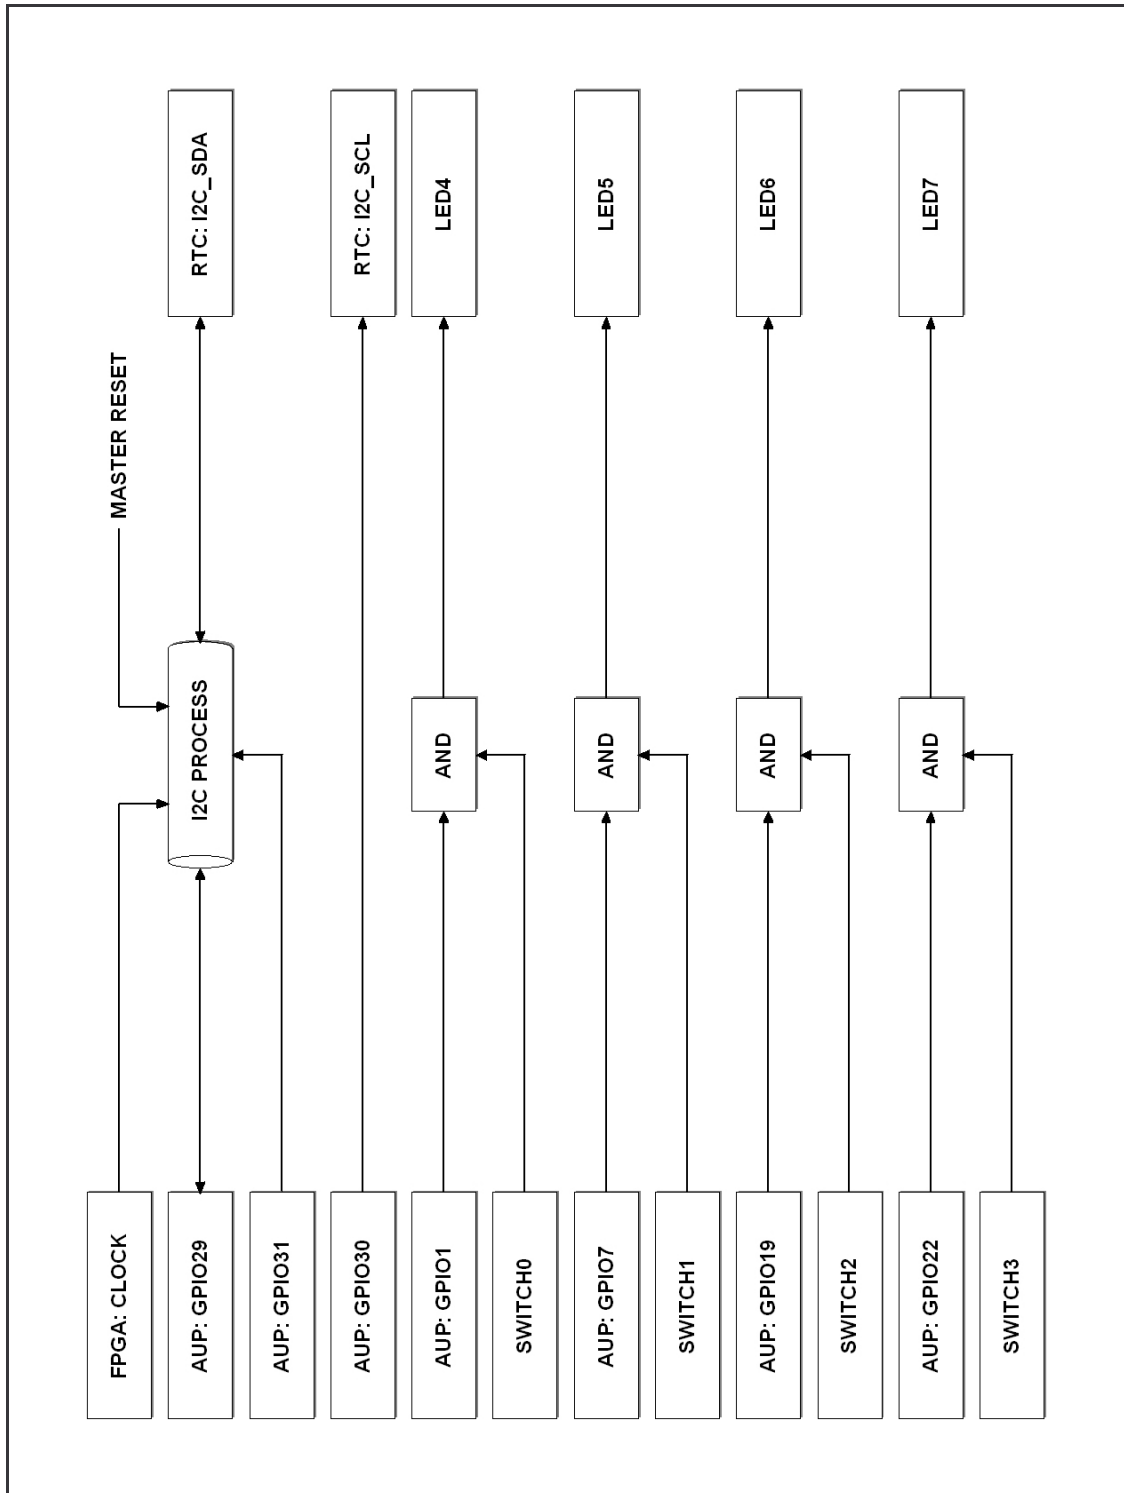 FPGA: CLOCK
MASTER RESET
AUP: GPIO29
I2C PROCESS
RTC: I2C_SDA
AUP: GPIO31
AUP: GPIO30
RTC: I2C_SCL
AUP: GPIO1
AND
LED4
SWITCH0
AUP: GPIO7
AND
LED5
SWITCH1
AUP: GPIO19
AND
LED6
SWITCH2
AUP: GPIO22
AND
LED7
SWITCH3